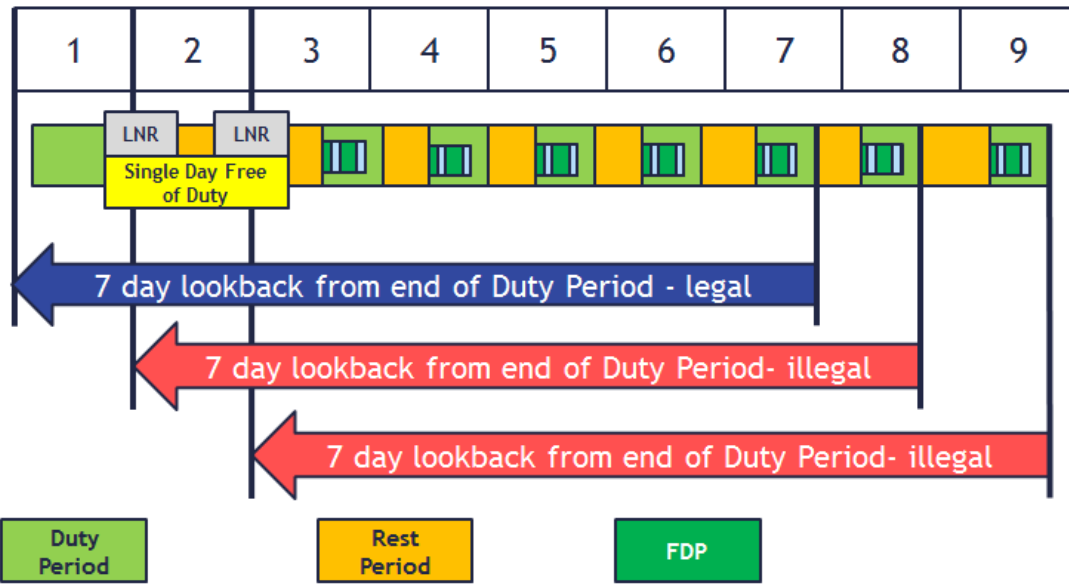 1 2 3 4 5 6 7 8 9
LNR LNR
Single Day Free
of Duty
7 day lookback from end of Duty Period - legal
7 day lookback from end of Duty Period- illegal
7 day lookback from end of Duty Period- illegal
Duty
Period
Rest
Period
FDP